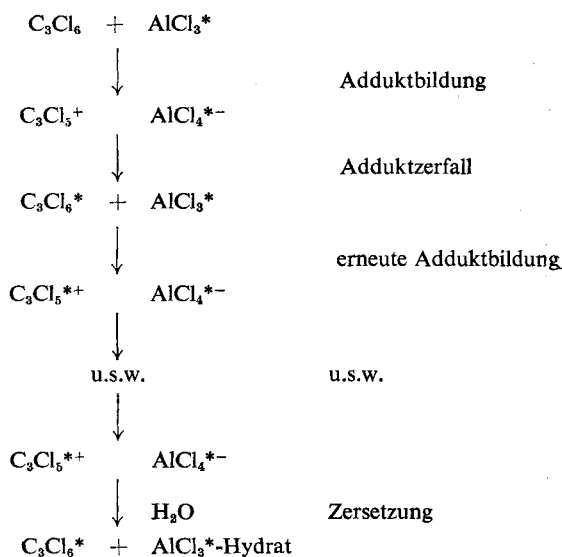 C₃Cl₆ + AlCl₃*
Adduktbildung
C₃Cl₅⁺ AlCl₄*⁻
Adduktzerfall
C₃Cl₆* + AlCl₃*
erneute Adduktbildung
C₃Cl₅*⁺ AlCl₄*⁻
u.s.w. u.s.w.
C₃Cl₅*⁺ AlCl₄*⁻
H₂O Zersetzung
C₃Cl₆* + AlCl₃*-Hydrat